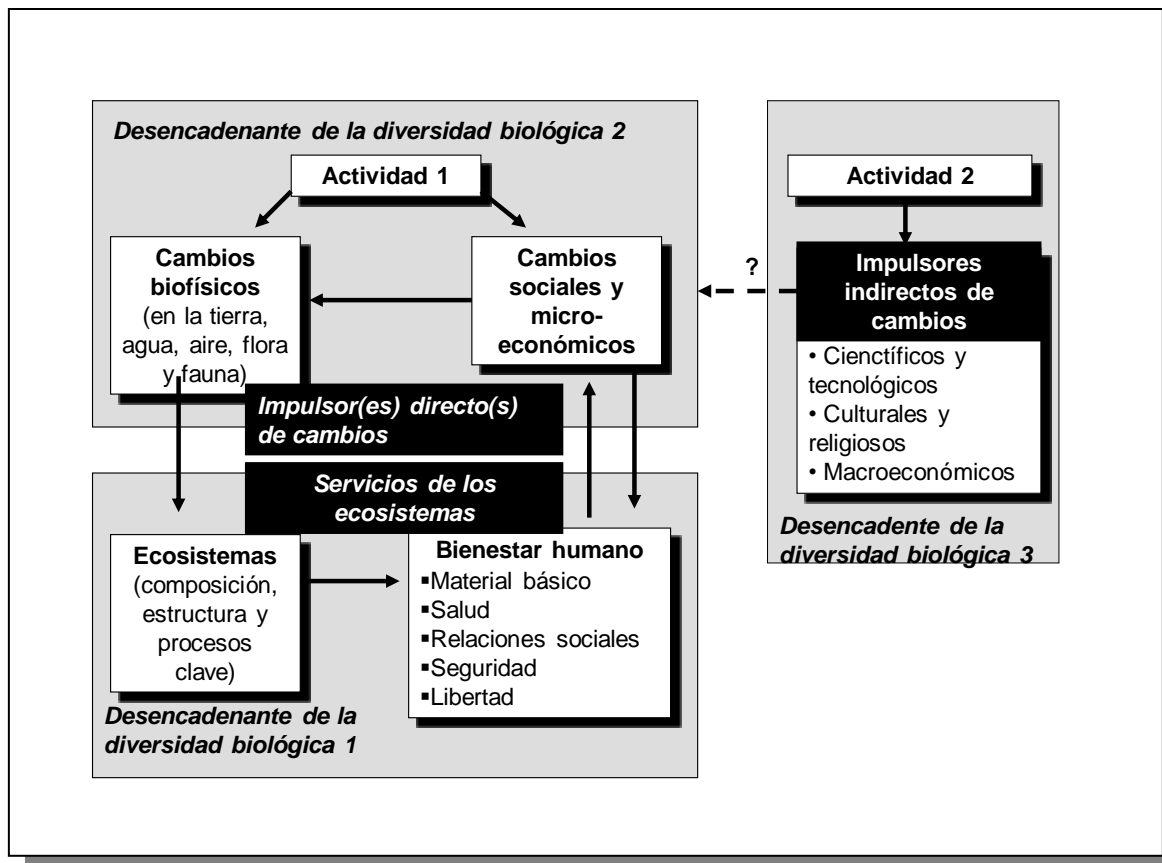 Desencadenante de la diversidad biológica 2
Actividad 1
Cambios
biofísicos
(en la tierra,
agua, aire, flora
y fauna)
Cambios
sociales y
micro-
económicos
Impulsor(es) directo(s)
de cambios
?
Actividad 2
Impulsores
indirectos de
cambios
• Cienctíficos y
tecnológicos
• Culturales y
religiosos
• Macroeconómicos
Desencadente de la
diversidad biológica 3
Servicios de los
ecosistemas
Ecosistemas
(composición,
estructura y
procesos
clave)
Bienestar humano
▪Material básico
▪Salud
▪Relaciones sociales
▪Seguridad
▪Libertad
Desencadenante de la
diversidad biológica 1